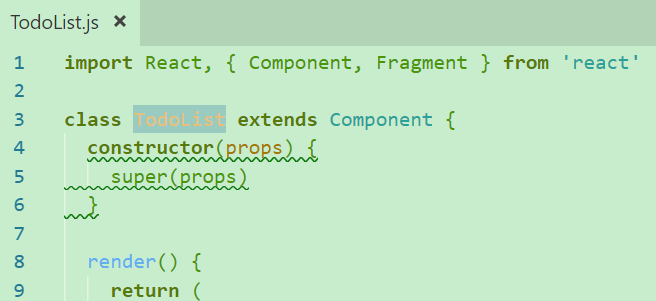 TodoList.js ×
1 import React, { Component, Fragment } from 'react'
2
3 class TodoList extends Component {
4 constructor(props) {
5 super(props)
6 }
7
8 render() {
9 return (